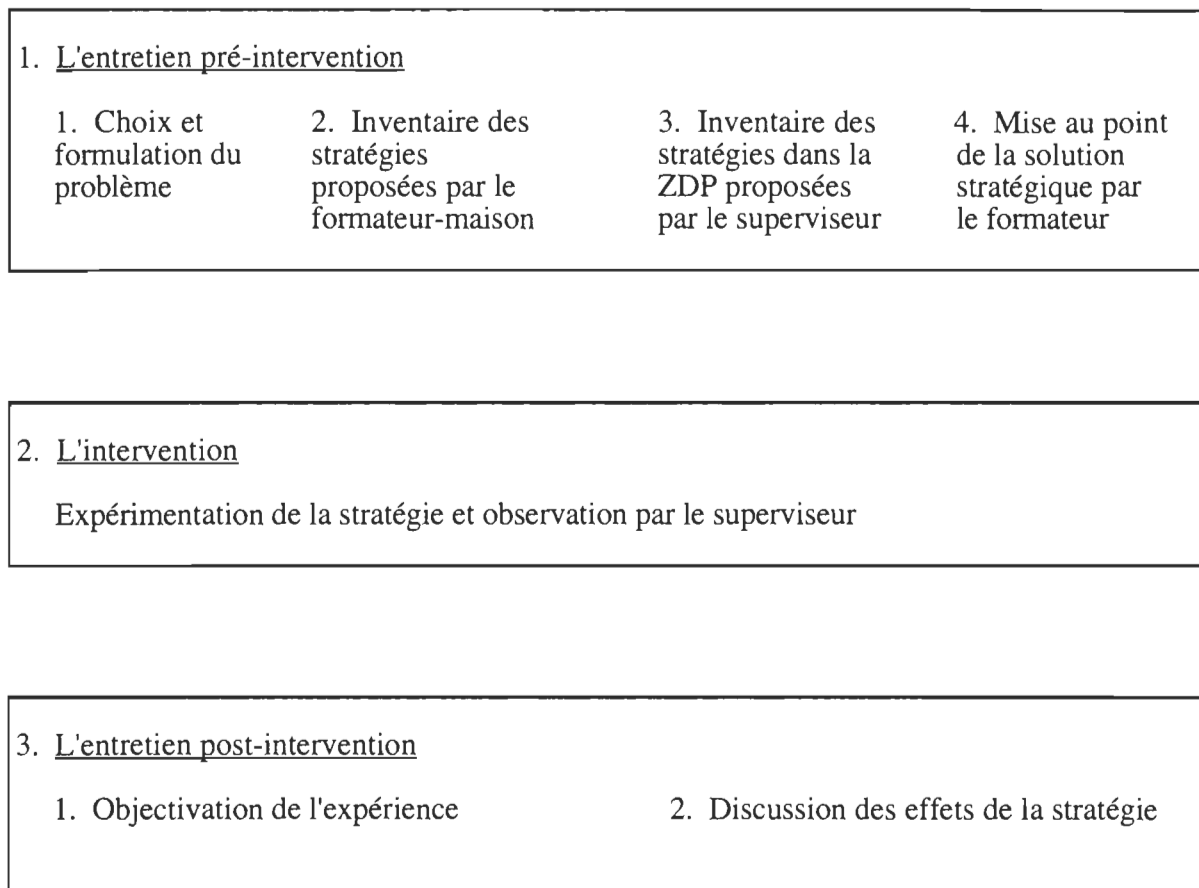 1. L'entretien pré-intervention
1. Choix et
formulation du
problème
2. Inventaire des
stratégies
proposées par le
formateur-maison
3. Inventaire des
stratégies dans la
ZDP proposées
par le superviseur
4. Mise au point
de la solution
stratégique par
le formateur
2. L'intervention
Expérimentation de la stratégie et observation par le superviseur
3. L'entretien post-intervention
1. Objectivation de l'expérience
2. Discussion des effets de la stratégie